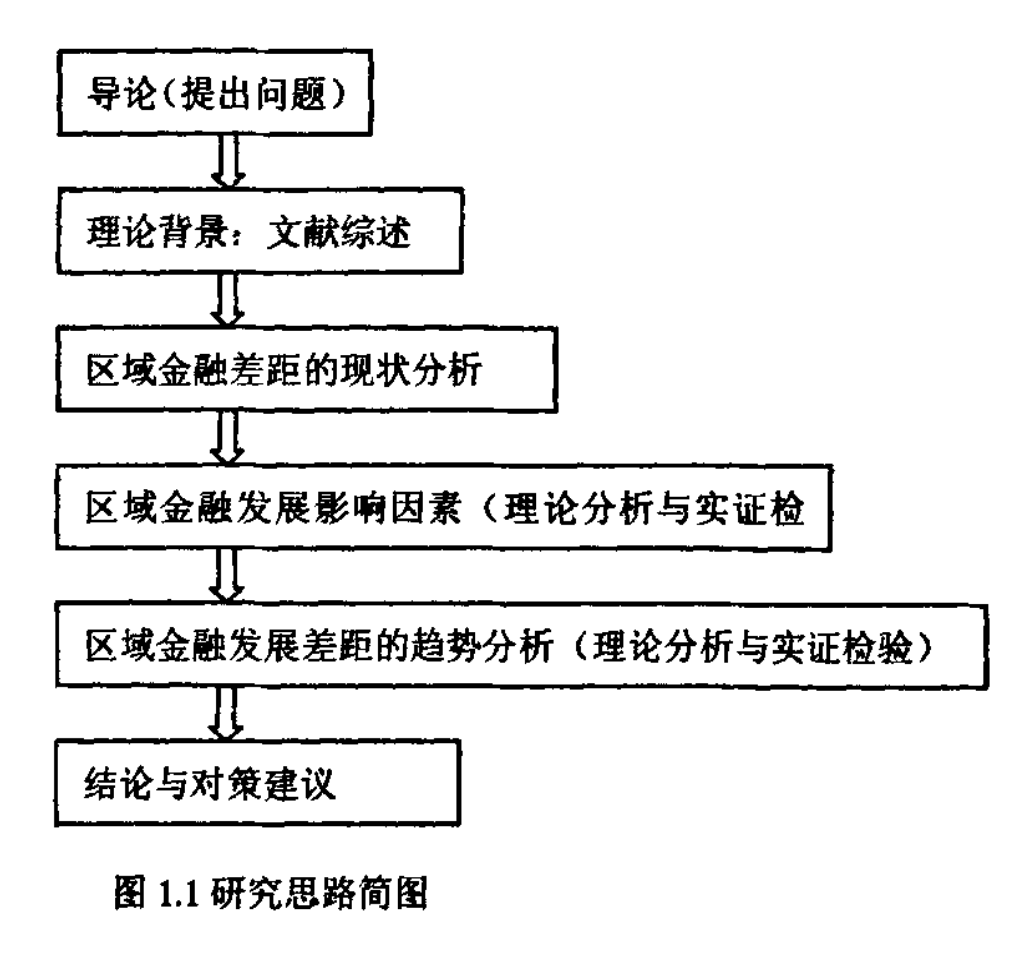 导论（提出问题）
理论背景：文献综述
区域金融差距的现状分析
区域金融发展影响因素（理论分析与实证检
区域金融发展差距的趋势分析（理论分析与实证检验）
结论与对策建议
图 1.1 研究思路简图